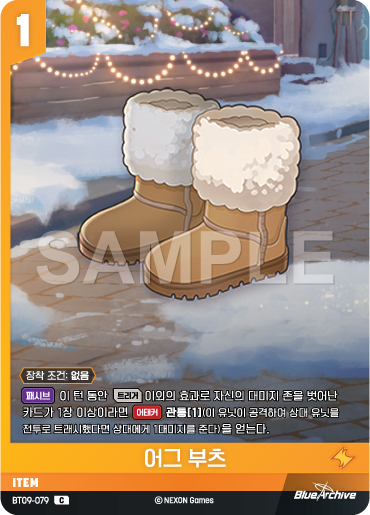 1
SAMPLE
장착 조건: 없음
패시브 이 턴 동안 트리거 이외의 효과로 자신의 대미지 존을 벗어난
카드가 1장 이상이라면 어태커 관통[1](이 유닛이 공격하여 상대 유닛을
전투로 트래시했다면 상대에게 1대미지를 준다)을 얻는다.
어그 부츠
ITEM
BT09-079 C © NEXON Games BlueArchive